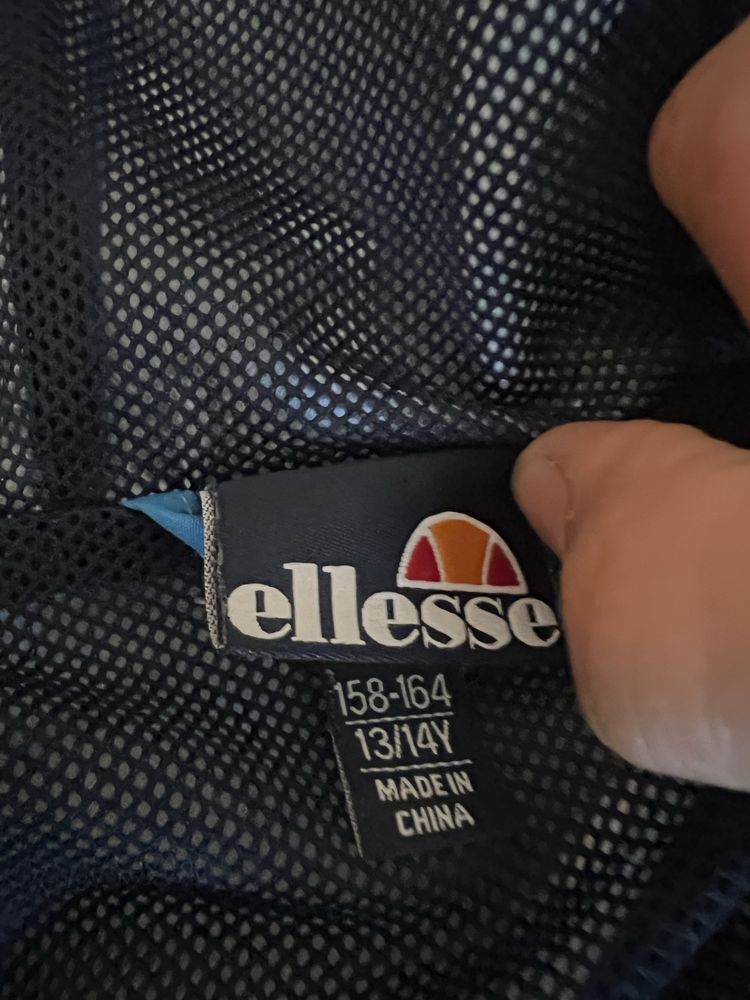 ellesse
158-164
13/14Y
MADE IN
CHINA